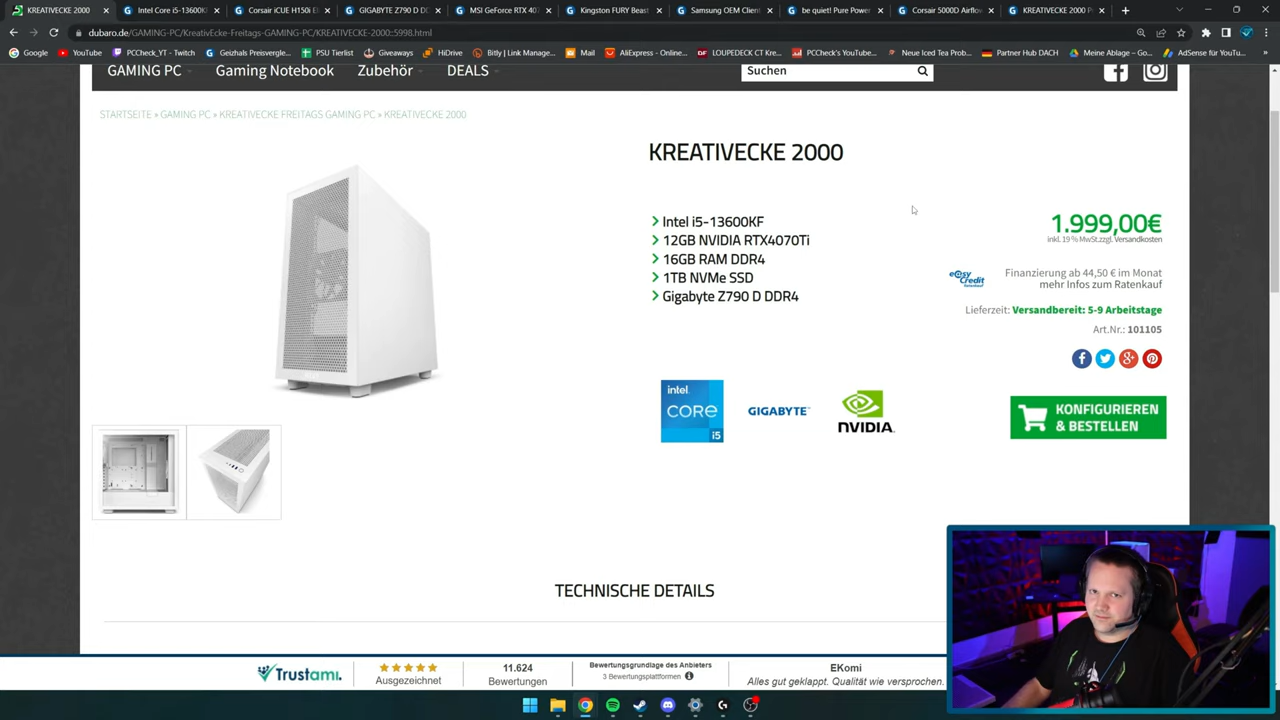 KREATIVECKE 2000
Intel Core i5-13600KF
Corsair iCUE H150i El
GIGABYTE Z790 D DD
MSI GeForce RTX 407
Kingston FURY Beast
Samsung OEM Client
be quiet! Pure Power
Corsair 5000D Airflow
KREATIVECKE 2000 P
dubaro.de/GAMING-PC/KreativEcke-Freitags-GAMING-PC/KREATIVECKE-2000::5998.html
Google
YouTube
PCCheck_YT - Twitch
Geizhals Preisvergle...
PSU Tierlist
Giveaways
HiDrive
Bitly | Link Manage...
Mail
AliExpress - Online...
LOUPEDECK CT Kre...
PCCheck's YouTube...
Neue Iced Tea Prob...
Partner Hub DACH
Meine Ablage – Go...
AdSense für YouTu...
GAMING PC
Gaming Notebook
Zubehör
DEALS
Suchen
STARTSEITE » GAMING PC » KREATIVECKE FREITAGS GAMING PC » KREATIVECKE 2000
KREATIVECKE 2000
Intel i5-13600KF
12GB NVIDIA RTX4070Ti
16GB RAM DDR4
1TB NVMe SSD
Gigabyte Z790 D DDR4
1.999,00€
inkl. 19 % MwSt.zzgl. Versandkosten
easyCredit
Ratenkauf
Finanzierung ab 44,50 € im Monat
mehr Infos zum Ratenkauf
Lieferzeit: Versandbereit: 5-9 Arbeitstage
Art.Nr.: 101105
intel
CORE
i5
GIGABYTE™
NVIDIA.
KONFIGURIEREN
& BESTELLEN
TECHNISCHE DETAILS
Trustami.
Ausgezeichnet
11.624
Bewertungen
Bewertungsgrundlage des Anbieters
3 Bewertungsplattformen
EKomi
Alles gut geklappt. Qualität wie versprochen.